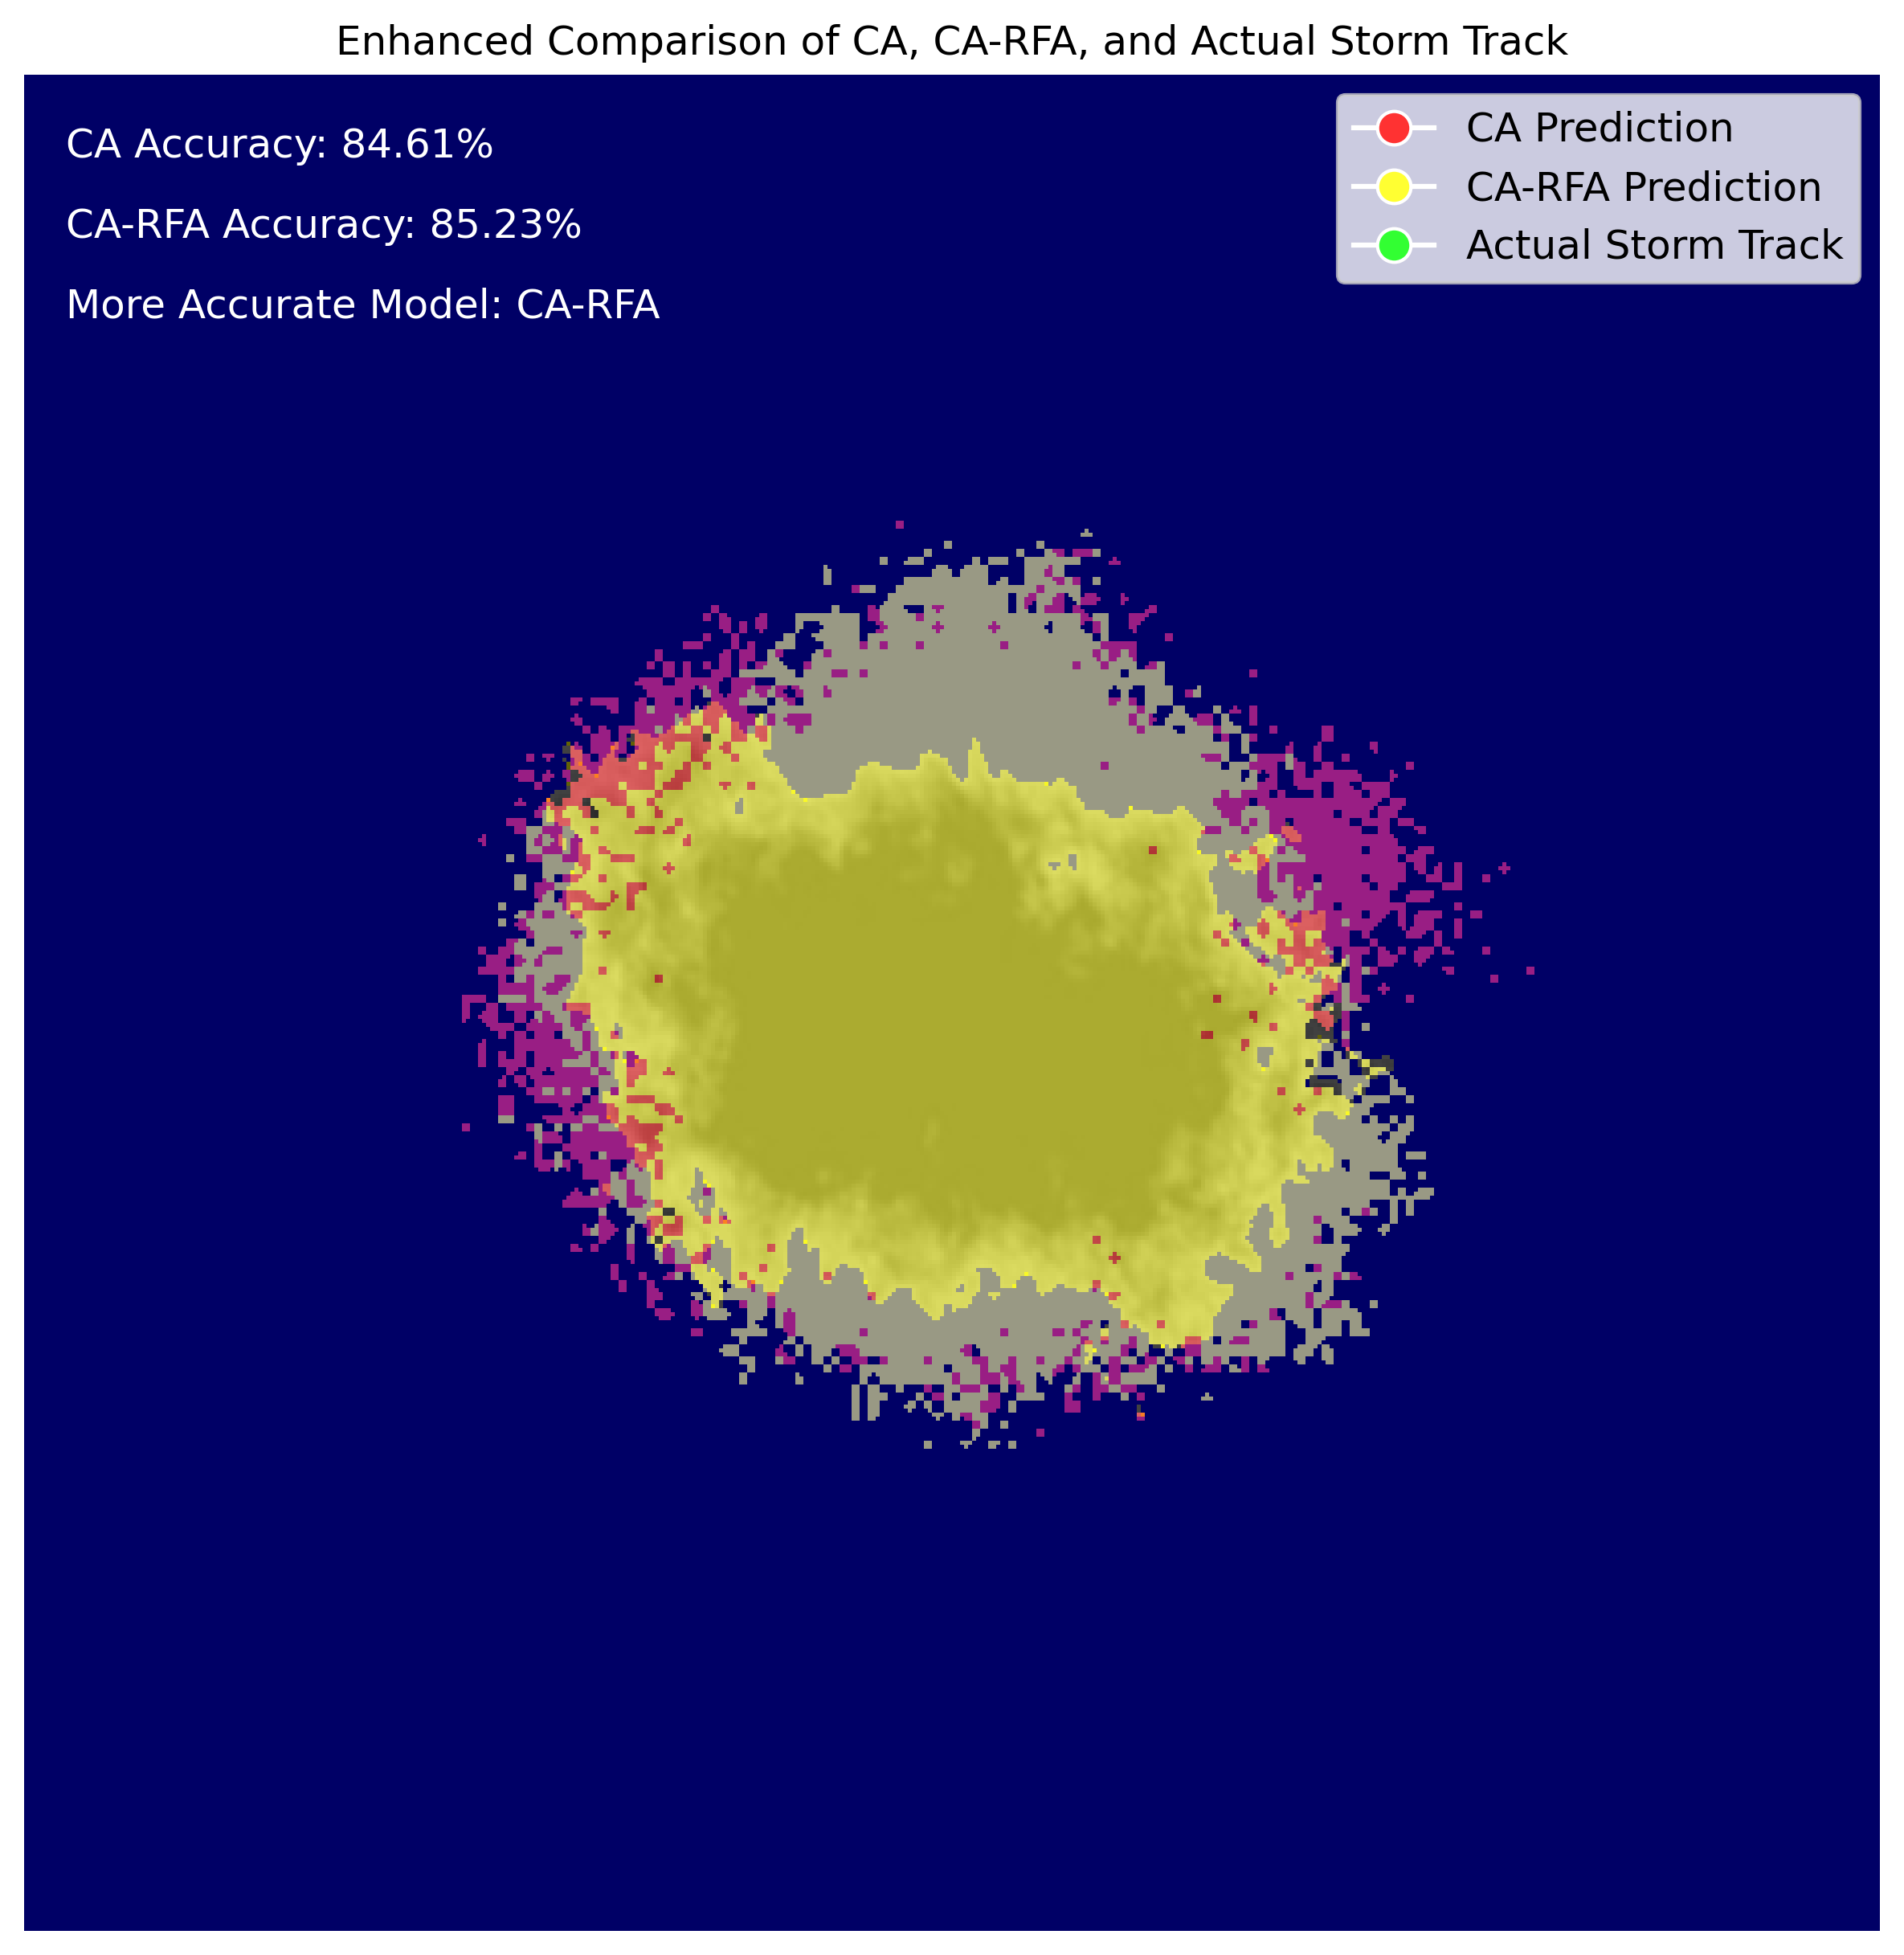 Enhanced Comparison of CA, CA-RFA, and Actual Storm Track
CA Accuracy: 84.61%
CA-RFA Accuracy: 85.23%
More Accurate Model: CA-RFA
CA Prediction
CA-RFA Prediction
Actual Storm Track